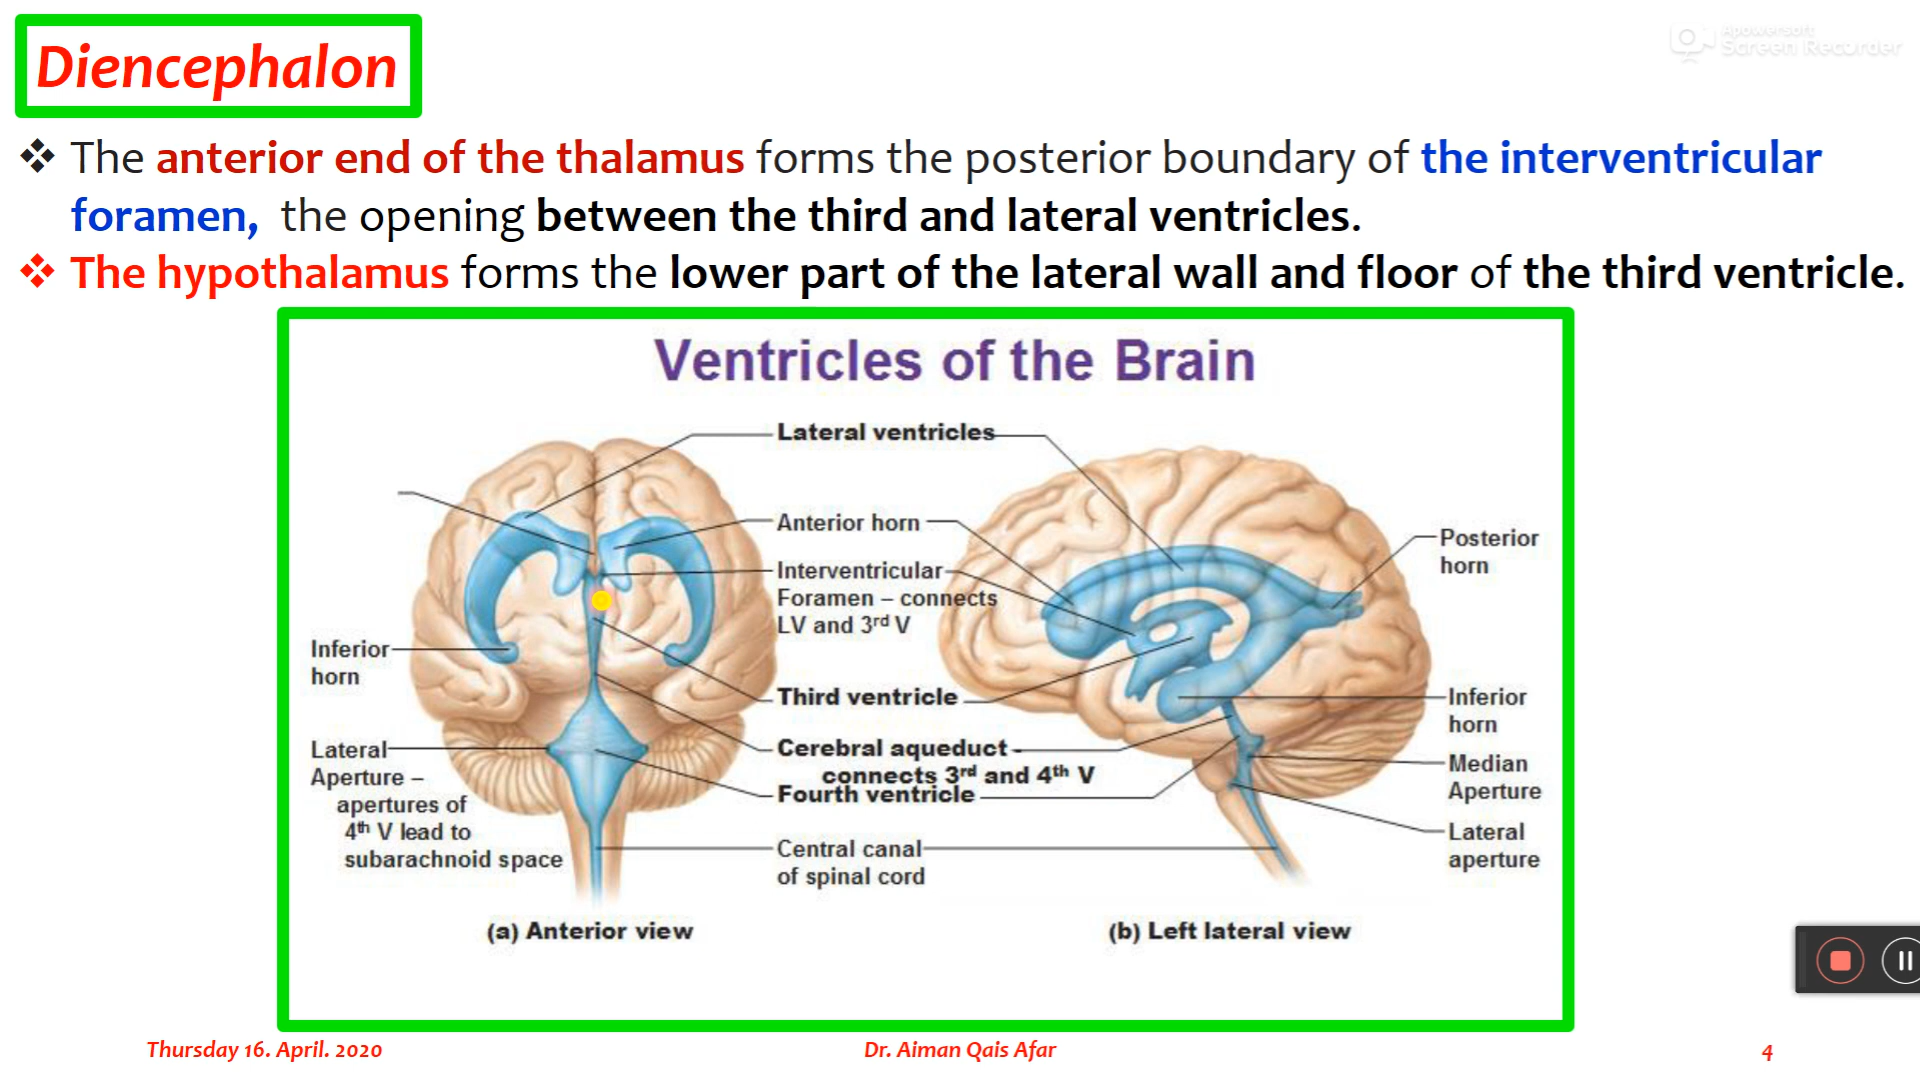 Diencephalon
Apowersoft
Screen Recorder
❖ The anterior end of the thalamus forms the posterior boundary of the interventricular
foramen, the opening between the third and lateral ventricles.
❖ The hypothalamus forms the lower part of the lateral wall and floor of the third ventricle.
Ventricles of the Brain
Lateral ventricles
Anterior horn
Interventricular
Foramen – connects
LV and 3rd V
Third ventricle
Cerebral aqueduct -
connects 3rd and 4th V
Fourth ventricle
Central canal
of spinal cord
Inferior
horn
Lateral
Aperture –
apertures of
4th V lead to
subarachnoid space
Posterior
horn
Inferior
horn
Median
Aperture
Lateral
aperture
(a) Anterior view
(b) Left lateral view
Thursday 16. April. 2020
Dr. Aiman Qais Afar
4